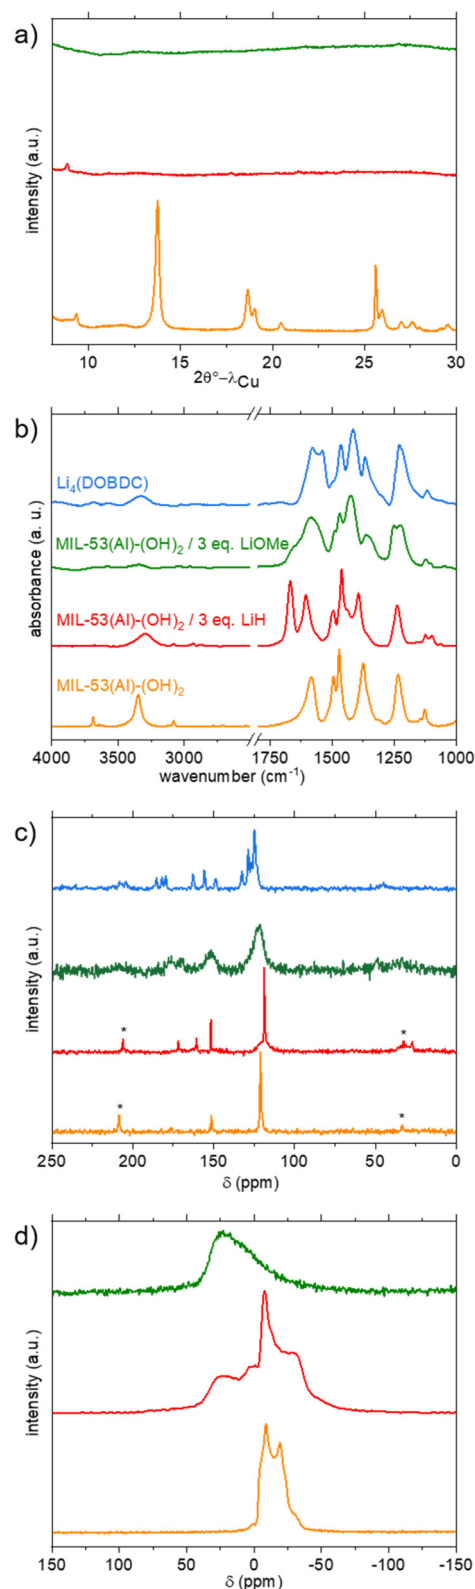 a)
intensity (a.u.)
10 15 20 25 30
2θ°−λCu
b)
absorbance (a. u.)
Li₄(DOBDC)
MIL-53(Al)-(OH)₂ / 3 eq. LiOMe
MIL-53(Al)-(OH)₂ / 3 eq. LiH
MIL-53(Al)-(OH)₂
4000 3500 3000 1750 1500 1250 1000
wavenumber (cm⁻¹)
c)
intensity (a.u.)
* *
* *
250 200 150 100 50 0
δ (ppm)
d)
intensity (a.u.)
150 100 50 0 -50 -100 -150
δ (ppm)